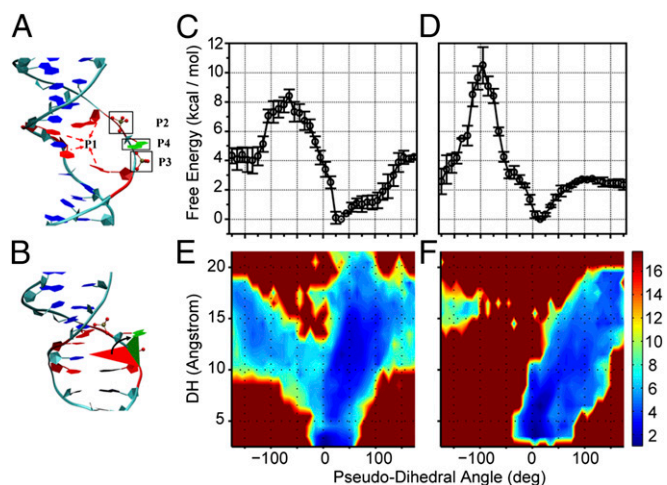 A
P2
P1
P4
P3
B
C
D
Free Energy (kcal / mol)
12
10
8
6
4
2
0
E
F
DH (Angstrom)
20
15
10
5
−100 0 100
−100 0 100
Pseudo-Dihedral Angle (deg)
16
14
12
10
8
6
4
2